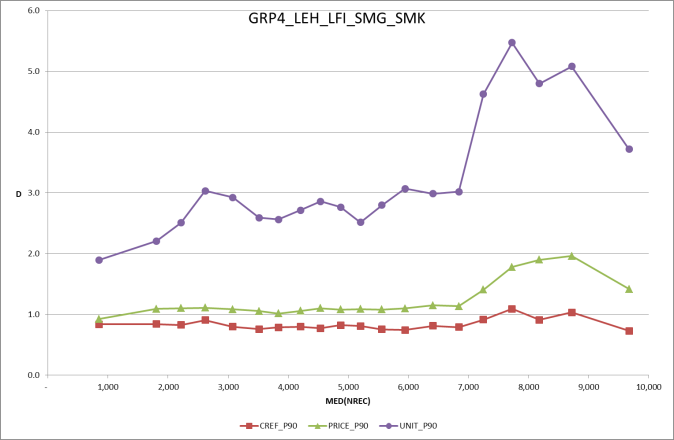 GRP4_LEH_LFI_SMG_SMK
6.0
5.0
4.0
D
3.0
2.0
1.0
0.0
- 1,000 2,000 3,000 4,000 5,000 6,000 7,000 8,000 9,000 10,000
MED(NREC)
CREF_P90 PRICE_P90 UNIT_P90